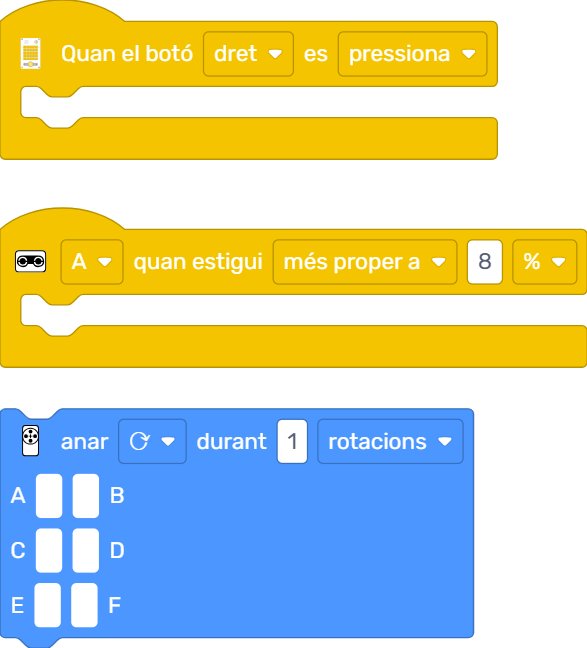 Quan el botó dret es pressiona
A quan estigui més proper a 8 %
anar durant 1 rotacions
A B
C D
E F